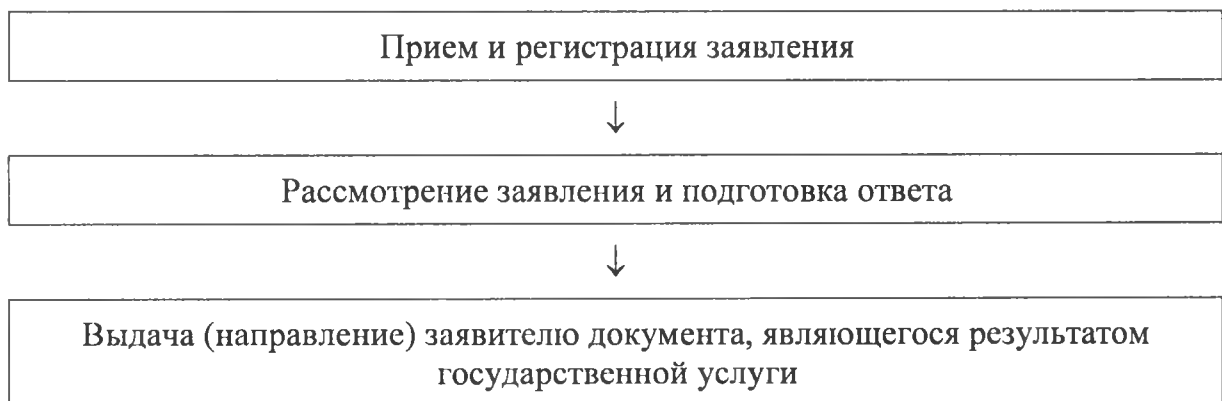 Прием и регистрация заявления
↓
Рассмотрение заявления и подготовка ответа
↓
Выдача (направление) заявителю документа, являющегося результатом
государственной услуги